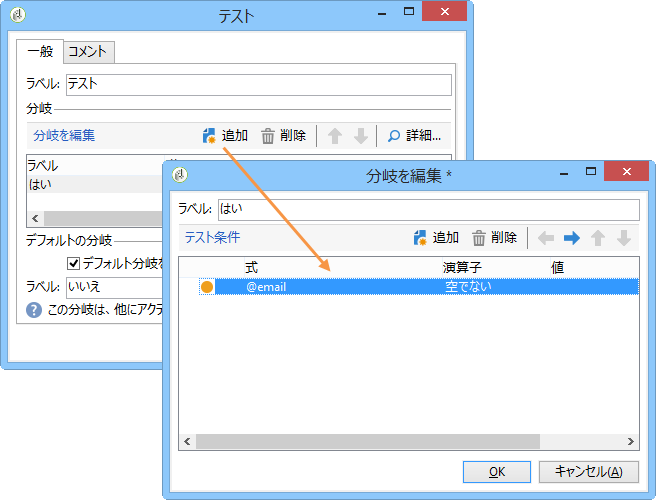 テスト
一般 コメント
ラベル: テスト
分岐
分岐を編集 追加 削除 詳細...
ラベル
はい
デフォルトの分岐
デフォルト分岐を
ラベル: いいえ
この分岐は、他にアクテ
分岐を編集 *
ラベル: はい
テスト条件 追加 削除
式 演算子 値
@email 空でない
OK キャンセル(A)